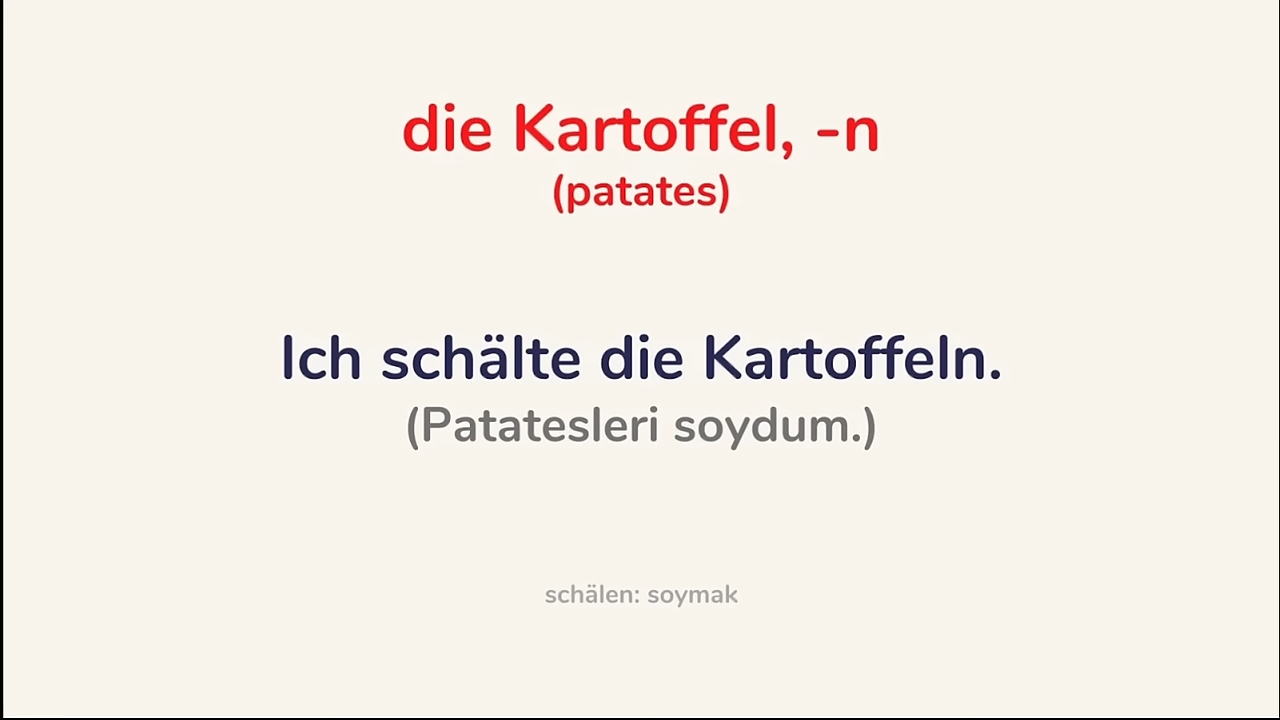 die Kartoffel, -n
(patates)
Ich schälte die Kartoffeln.
(Patatesleri soydum.)
schälen: soymak